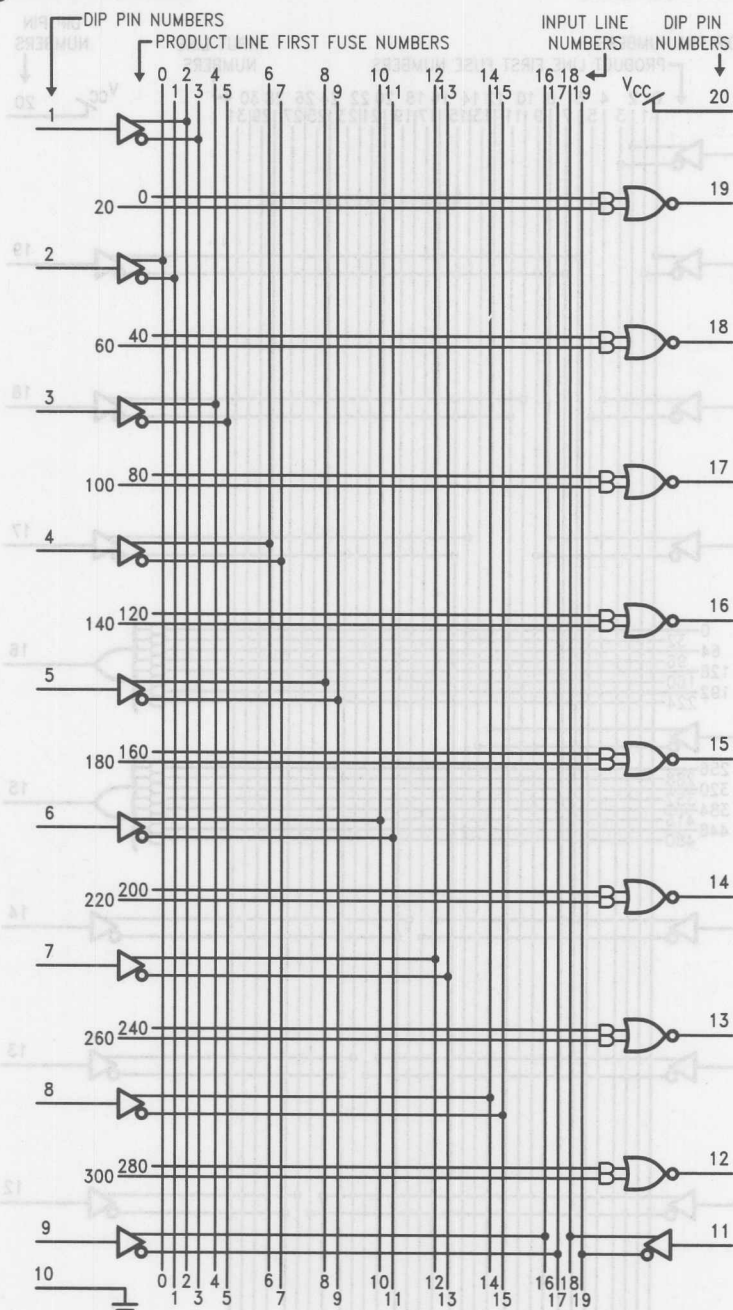 DIP PIN NUMBERS
PRODUCT LINE FIRST FUSE NUMBERS
INPUT LINE NUMBERS
DIP PIN NUMBERS
0 2 4 6 8 10 12 14 16 18
1 3 5 7 9 11 13 15 17 19
VCC 20
1
0 19
20
2
40 18
60
3
80 17
100
4
120 16
140
5
160 15
180
6
200 14
220
7
240 13
260
8
280 12
300
9 11
10
0 2 4 6 8 10 12 14 16 18
1 3 5 7 9 11 13 15 17 19